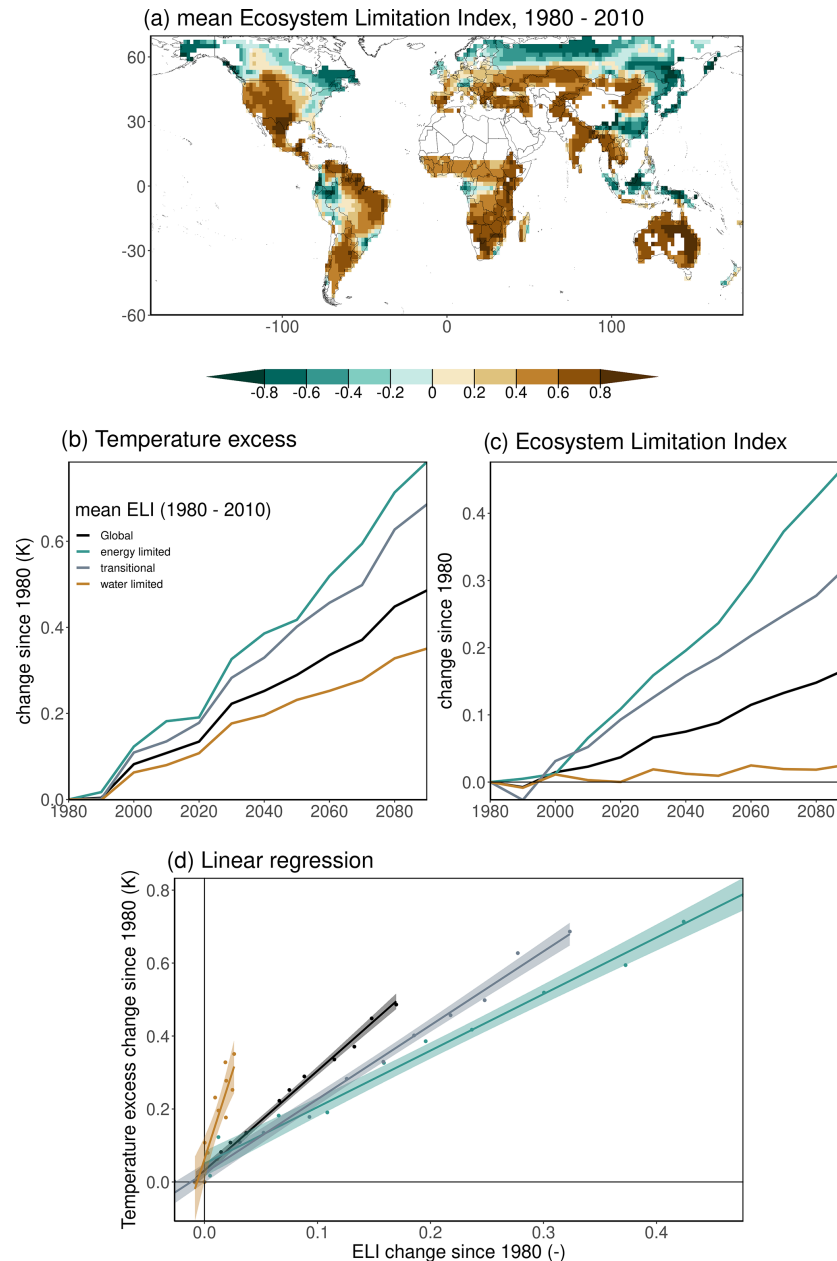 (a) mean Ecosystem Limitation Index, 1980 - 2010
60
30
0
-30
-60
-100 0 100
-0.8 -0.6 -0.4 -0.2 0 0.2 0.4 0.6 0.8
(b) Temperature excess
change since 1980 (K)
0.6
0.4
0.2
0.0
mean ELI (1980 - 2010)
Global
energy limited
transitional
water limited
1980 2000 2020 2040 2060 2080
(c) Ecosystem Limitation Index
change since 1980
0.4
0.3
0.2
0.1
0.0
1980 2000 2020 2040 2060 2080
(d) Linear regression
Temperature excess change since 1980 (K)
0.8
0.6
0.4
0.2
0.0
0.0 0.1 0.2 0.3 0.4
ELI change since 1980 (-)